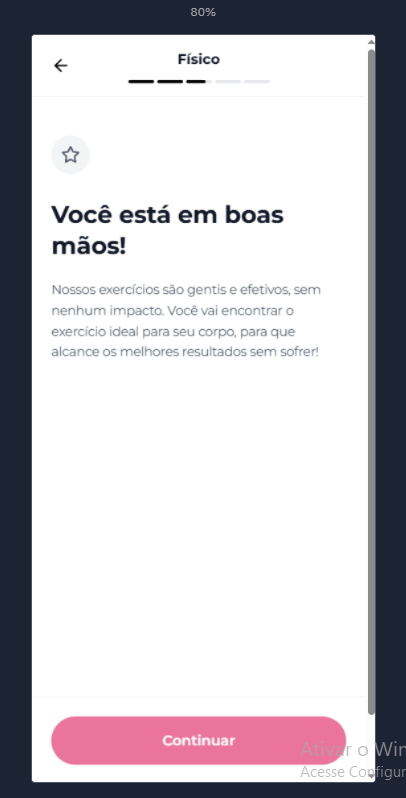 80%
Físico
Você está em boas
mãos!
Nossos exercícios são gentis e efetivos, sem
nenhum impacto. Você vai encontrar o
exercício ideal para seu corpo, para que
alcance os melhores resultados sem sofrer!
Continuar
Ativar o Win
Acesse Configur